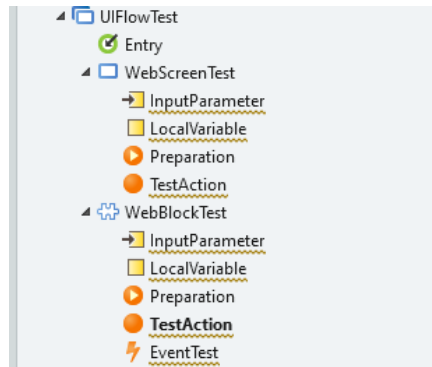 UIFlowTest
Entry
WebScreenTest
InputParameter
LocalVariable
Preparation
TestAction
WebBlockTest
InputParameter
LocalVariable
Preparation
TestAction
EventTest